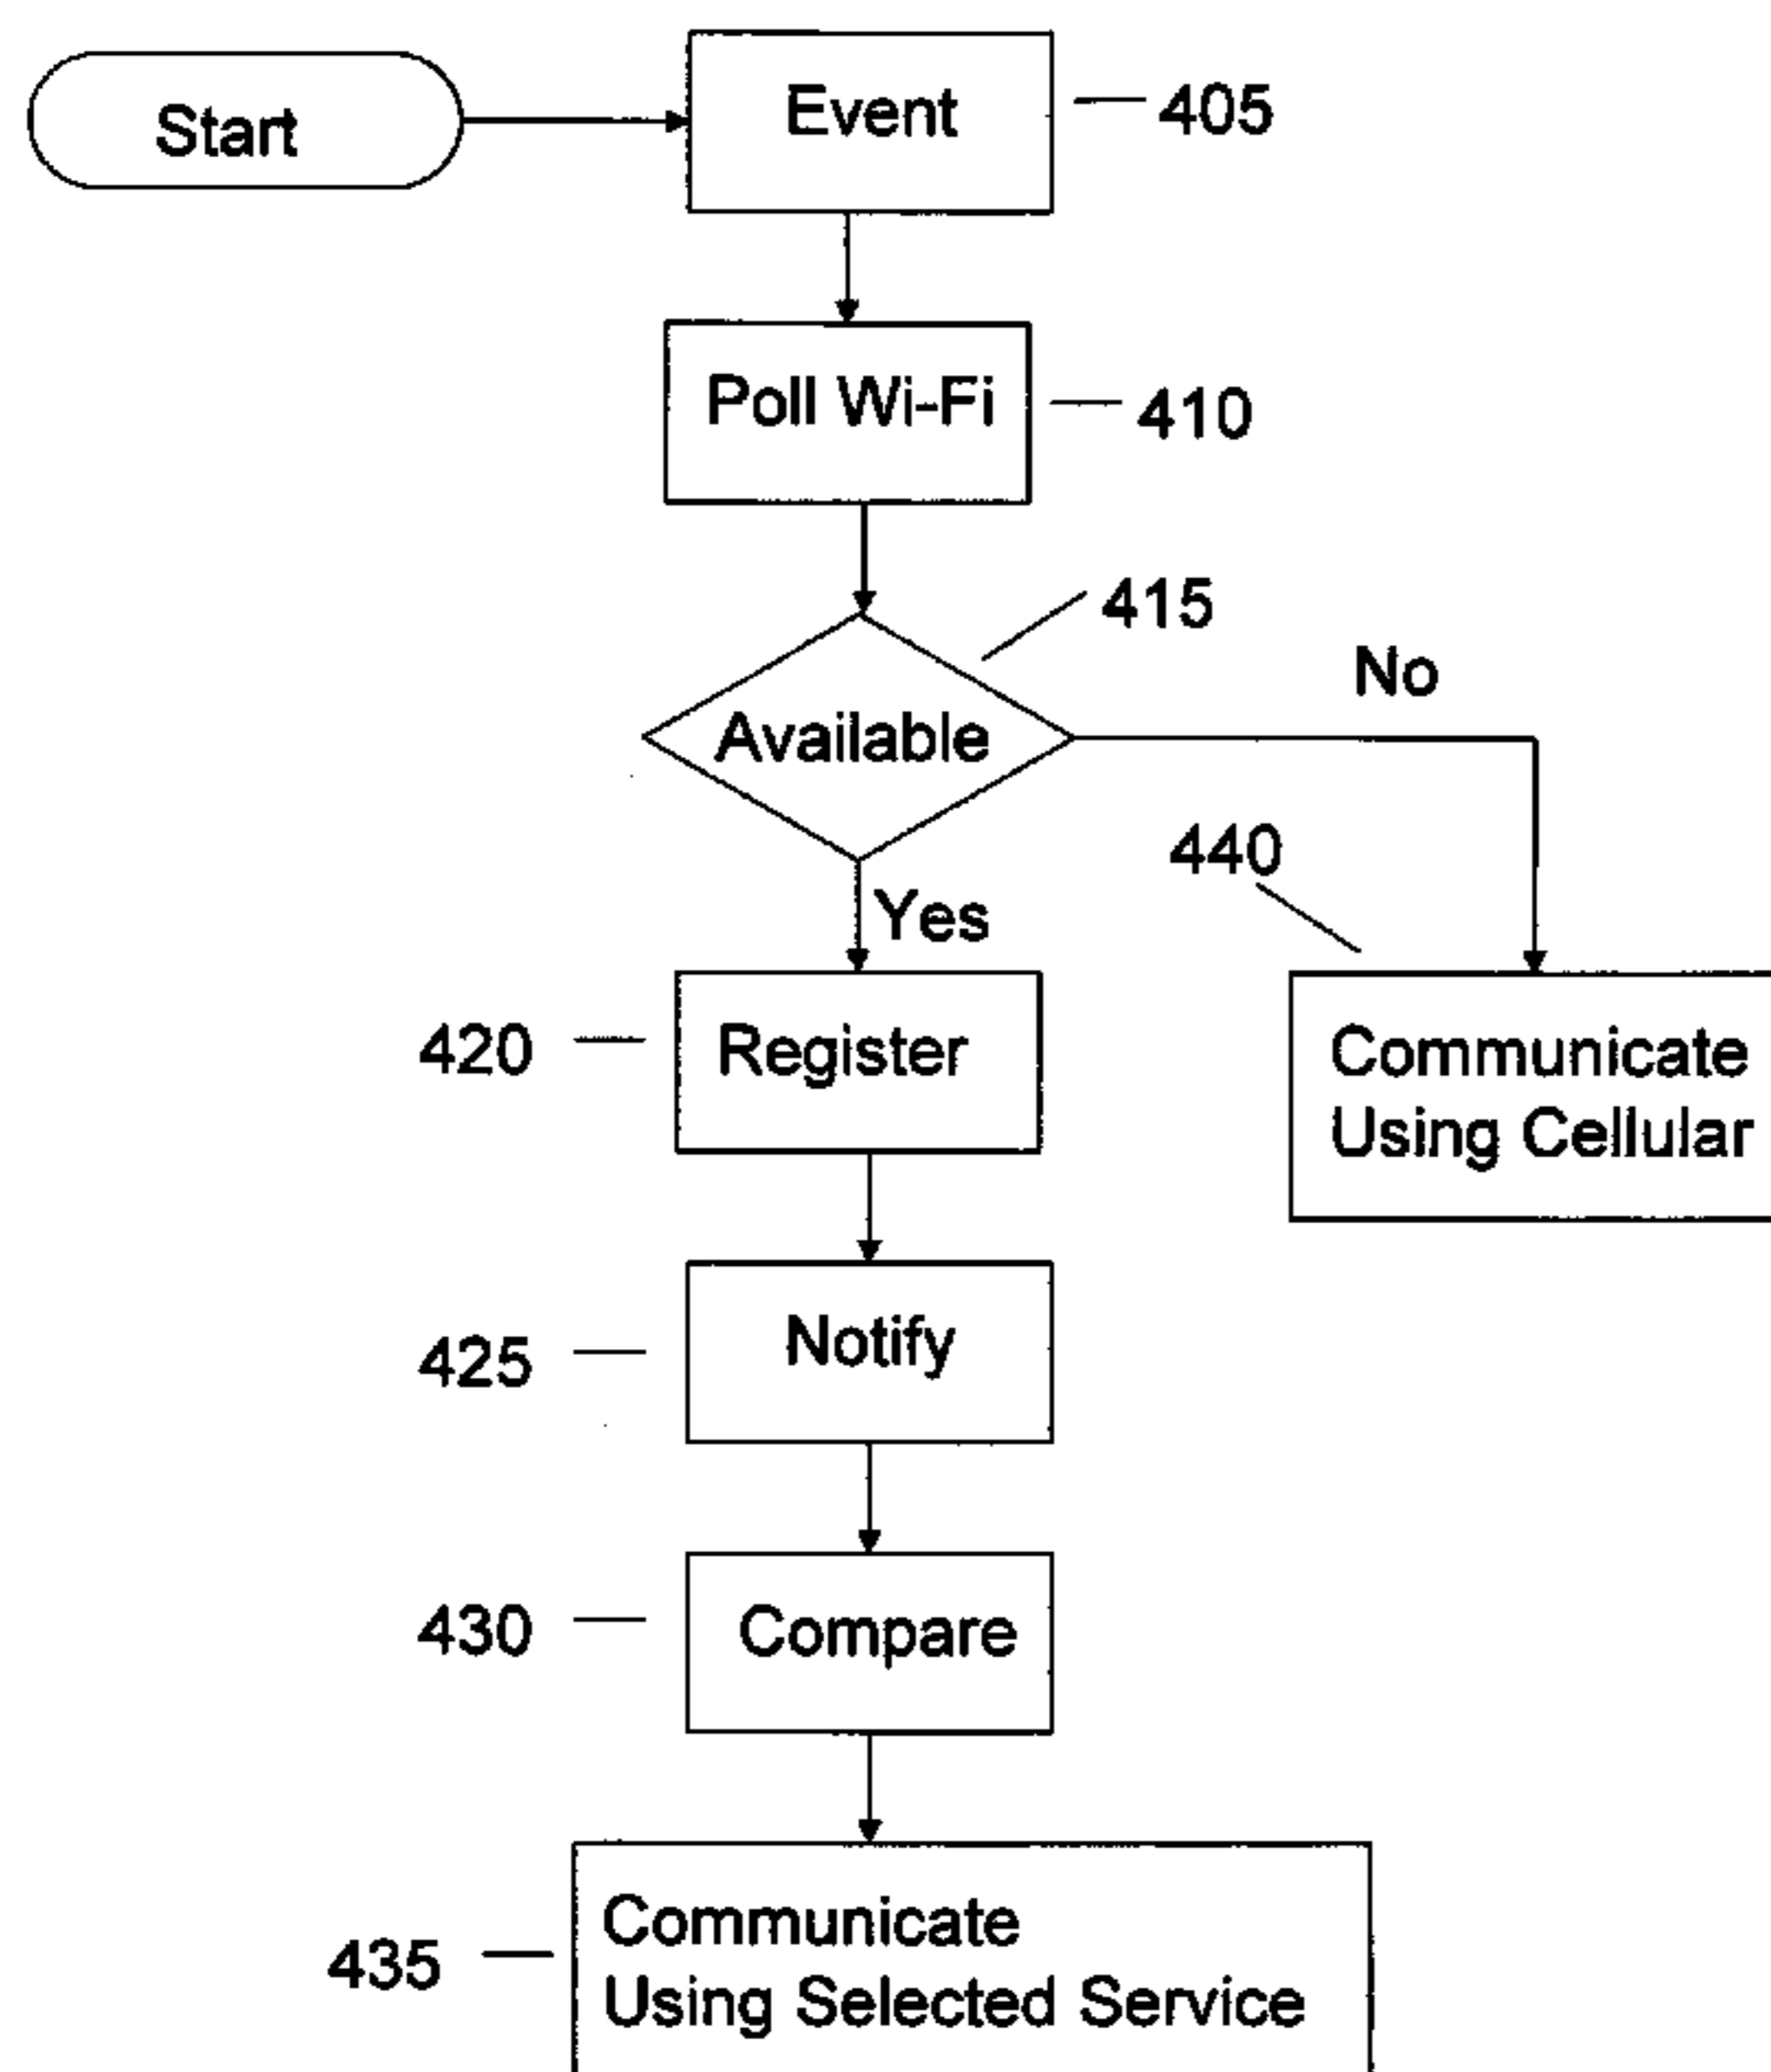 Start
Event
405
Poll Wi-Fi
410
415
Available
No
440
Yes
420
Register
Communicate
Using Cellular
425
Notify
430
Compare
435
Communicate
Using Selected Service